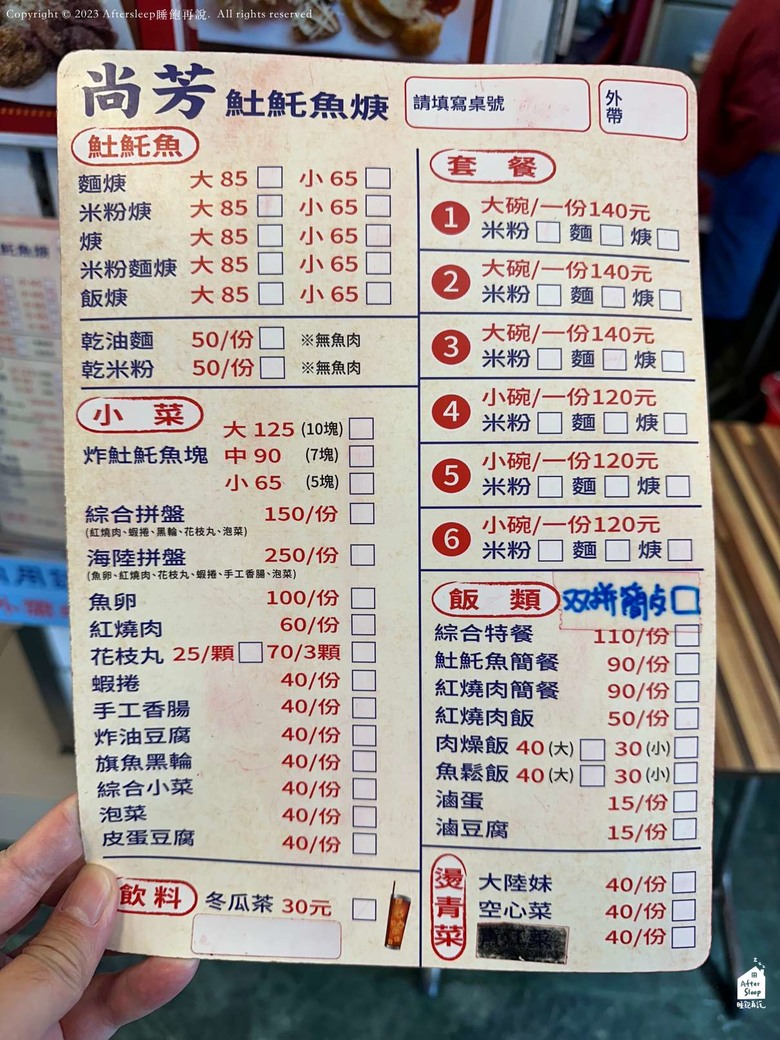 Copyright © 2023 Aftersleep睡飽再說. All rights reserved
尚芳 𩵚魠魚焿
請填寫桌號
外帶
𩵚魠魚
麵焿 大 85 小 65
米粉焿 大 85 小 65
焿 大 85 小 65
米粉麵焿 大 85 小 65
飯焿 大 85 小 65
乾油麵 50/份 ※無魚肉
乾米粉 50/份 ※無魚肉
小菜
炸𩵚魠魚塊
大 125 (10塊)
中 90 (7塊)
小 65 (5塊)
綜合拼盤 150/份
(紅燒肉、蝦捲、黑輪、花枝丸、泡菜)
海陸拼盤 250/份
(魚卵、紅燒肉、花枝丸、蝦捲、手工香腸、泡菜)
魚卵 100/份
紅燒肉 60/份
花枝丸 25/顆 70/3顆
蝦捲 40/份
手工香腸 40/份
炸油豆腐 40/份
旗魚黑輪 40/份
綜合小菜 40/份
泡菜 40/份
皮蛋豆腐 40/份
飲料
冬瓜茶 30元
套餐
1 大碗/一份140元
米粉 麵 焿
2 大碗/一份140元
米粉 麵 焿
3 大碗/一份140元
米粉 麵 焿
4 小碗/一份120元
米粉 麵 焿
5 小碗/一份120元
米粉 麵 焿
6 小碗/一份120元
米粉 麵 焿
飯類
双拼簡
綜合特餐 110/份
𩵚魠魚簡餐 90/份
紅燒肉簡餐 90/份
紅燒肉飯 50/份
肉燥飯 40 (大) 30 (小)
魚鬆飯 40 (大) 30 (小)
滷蛋 15/份
滷豆腐 15/份
燙青菜
大陸妹 40/份
空心菜 40/份
40/份
After Sleep
睡飽再說